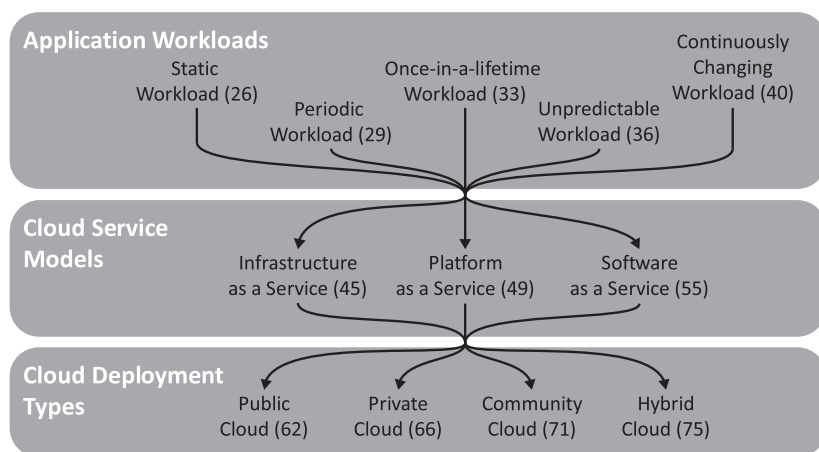 Application Workloads
Static
Workload (26)
Periodic
Workload (29)
Once-in-a-lifetime
Workload (33)
Unpredictable
Workload (36)
Continuously
Changing
Workload (40)
Cloud Service
Models
Infrastructure
as a Service (45)
Platform
as a Service (49)
Software
as a Service (55)
Cloud Deployment
Types
Public
Cloud (62)
Private
Cloud (66)
Community
Cloud (71)
Hybrid
Cloud (75)